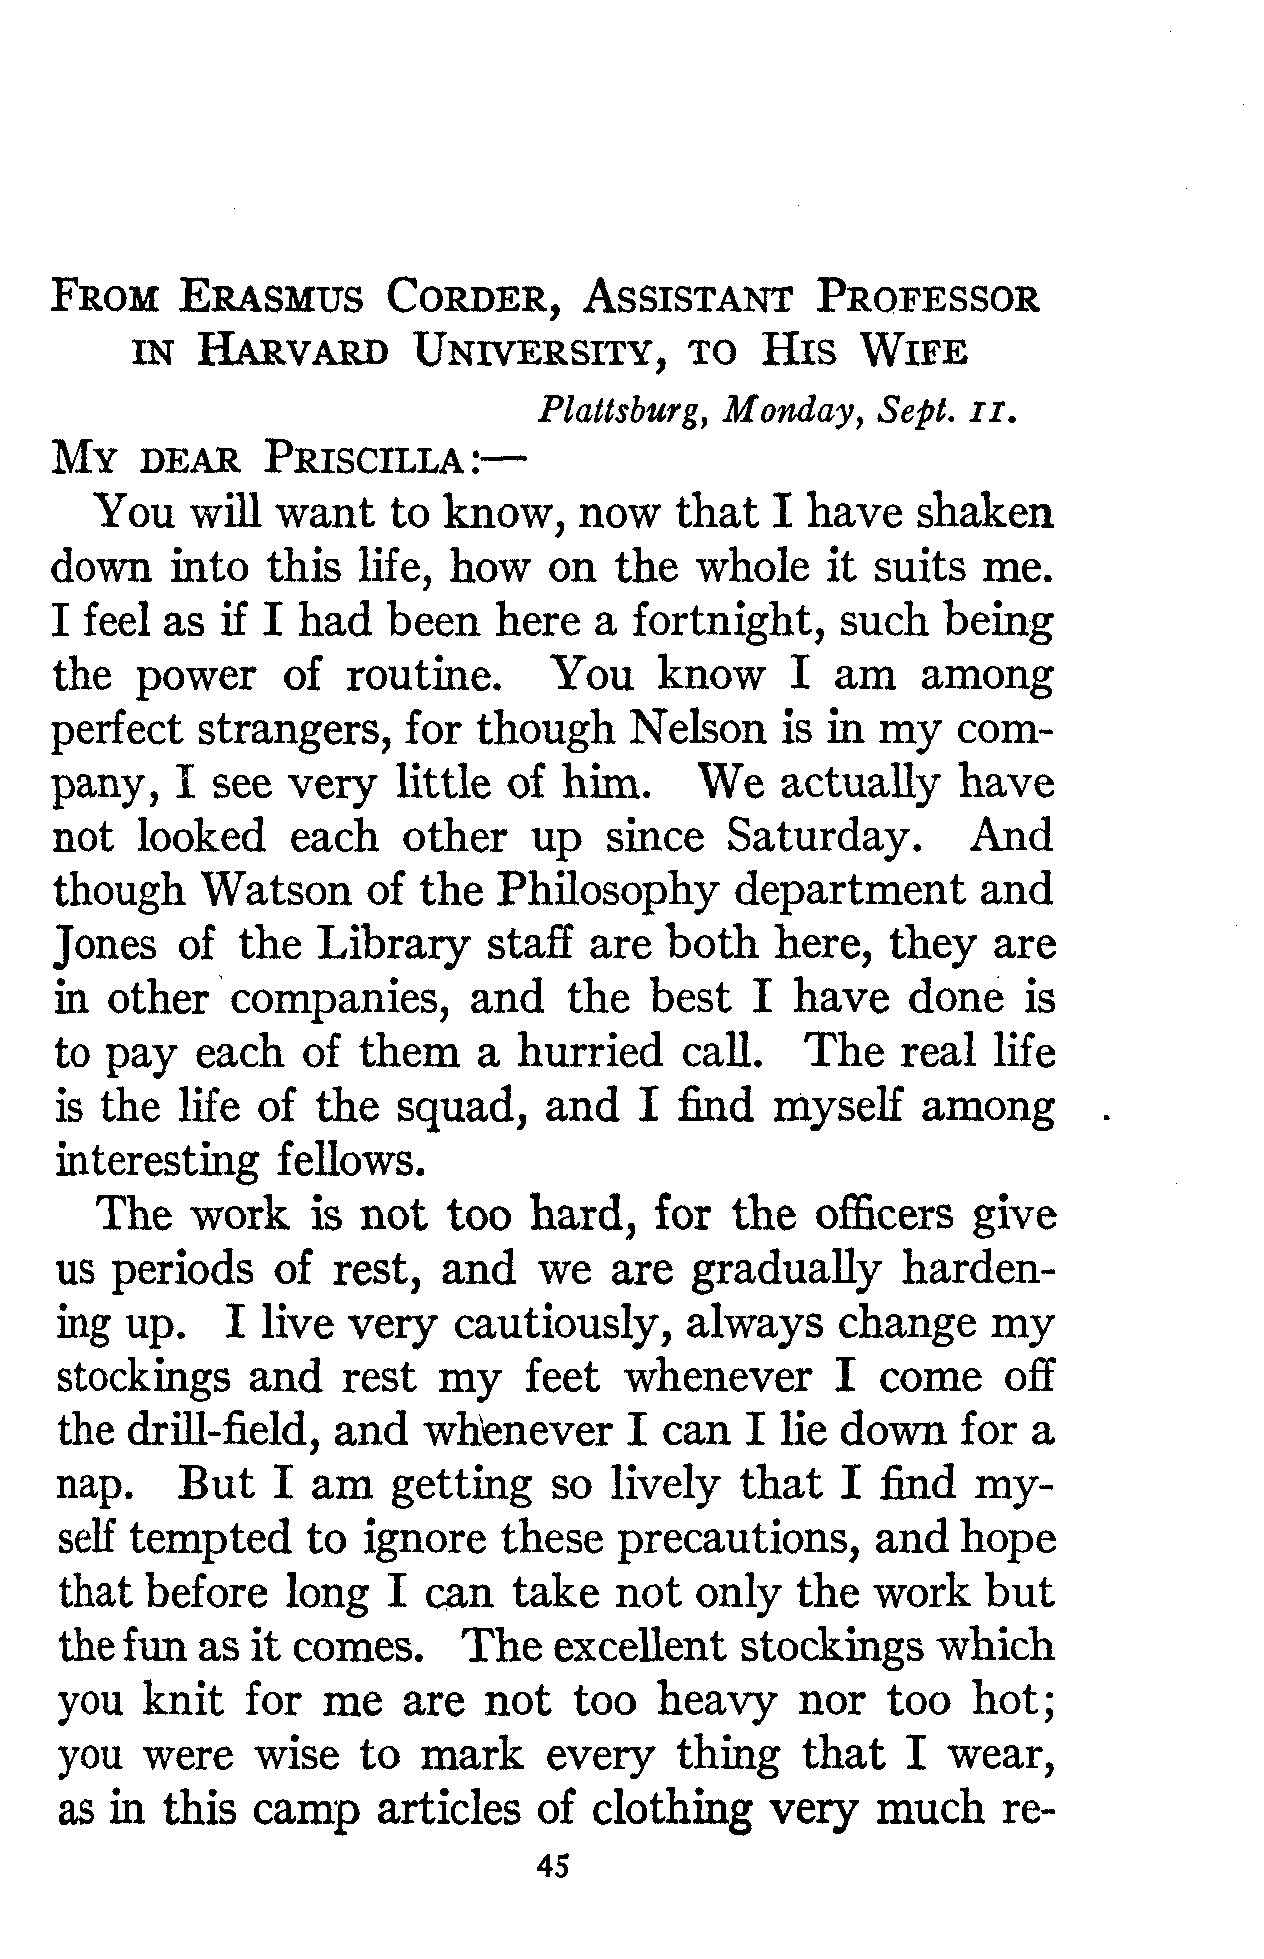 FROM ERASMUS CORDER, ASSISTANT PROFESSOR
IN HARVARD UNIVERSITY, TO HIS WIFE
Plattsburg, Monday, Sept. 11.
MY DEAR PRISCILLA:—
You will want to know, now that I have shaken
down into this life, how on the whole it suits me.
I feel as if I had been here a fortnight, such being
the power of routine. You know I am among
perfect strangers, for though Nelson is in my com-
pany, I see very little of him. We actually have
not looked each other up since Saturday. And
though Watson of the Philosophy department and
Jones of the Library staff are both here, they are
in other companies, and the best I have done is
to pay each of them a hurried call. The real life
is the life of the squad, and I find myself among
interesting fellows.
The work is not too hard, for the officers give
us periods of rest, and we are gradually harden-
ing up. I live very cautiously, always change my
stockings and rest my feet whenever I come off
the drill-field, and whenever I can I lie down for a
nap. But I am getting so lively that I find my-
self tempted to ignore these precautions, and hope
that before long I can take not only the work but
the fun as it comes. The excellent stockings which
you knit for me are not too heavy nor too hot;
you were wise to mark every thing that I wear,
as in this camp articles of clothing very much re-
45